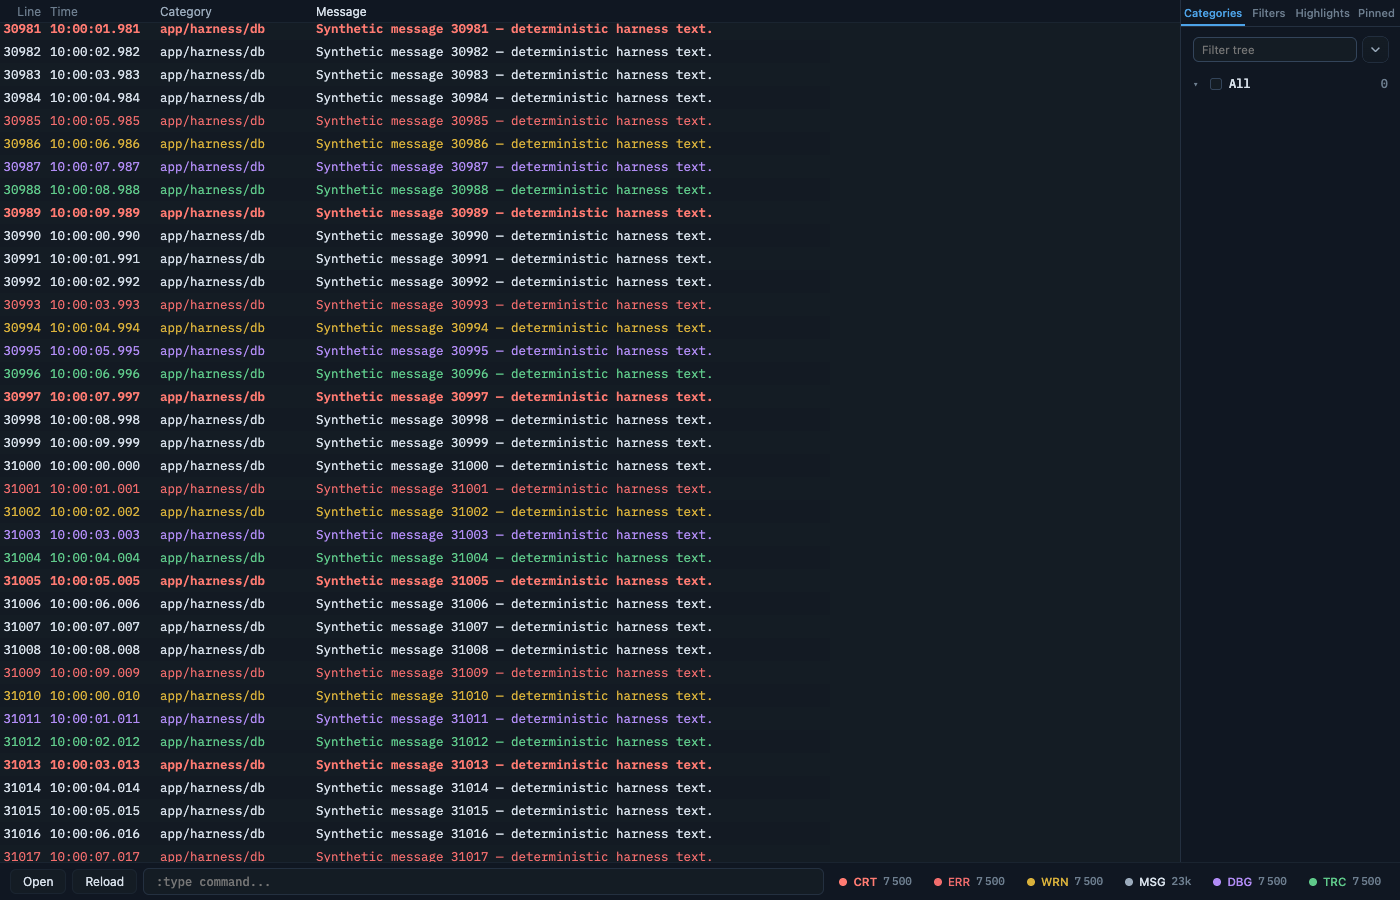 Line Time Category Message Categories Filters Highlights Pinned
30981 10:00:01.981 app/harness/db Synthetic message 30981 — deterministic harness text.
30982 10:00:02.982 app/harness/db Synthetic message 30982 — deterministic harness text. Filter tree
30983 10:00:03.983 app/harness/db Synthetic message 30983 — deterministic harness text. All 0
30984 10:00:04.984 app/harness/db Synthetic message 30984 — deterministic harness text.
30985 10:00:05.985 app/harness/db Synthetic message 30985 — deterministic harness text.
30986 10:00:06.986 app/harness/db Synthetic message 30986 — deterministic harness text.
30987 10:00:07.987 app/harness/db Synthetic message 30987 — deterministic harness text.
30988 10:00:08.988 app/harness/db Synthetic message 30988 — deterministic harness text.
30989 10:00:09.989 app/harness/db Synthetic message 30989 — deterministic harness text.
30990 10:00:00.990 app/harness/db Synthetic message 30990 — deterministic harness text.
30991 10:00:01.991 app/harness/db Synthetic message 30991 — deterministic harness text.
30992 10:00:02.992 app/harness/db Synthetic message 30992 — deterministic harness text.
30993 10:00:03.993 app/harness/db Synthetic message 30993 — deterministic harness text.
30994 10:00:04.994 app/harness/db Synthetic message 30994 — deterministic harness text.
30995 10:00:05.995 app/harness/db Synthetic message 30995 — deterministic harness text.
30996 10:00:06.996 app/harness/db Synthetic message 30996 — deterministic harness text.
30997 10:00:07.997 app/harness/db Synthetic message 30997 — deterministic harness text.
30998 10:00:08.998 app/harness/db Synthetic message 30998 — deterministic harness text.
30999 10:00:09.999 app/harness/db Synthetic message 30999 — deterministic harness text.
31000 10:00:00.000 app/harness/db Synthetic message 31000 — deterministic harness text.
31001 10:00:01.001 app/harness/db Synthetic message 31001 — deterministic harness text.
31002 10:00:02.002 app/harness/db Synthetic message 31002 — deterministic harness text.
31003 10:00:03.003 app/harness/db Synthetic message 31003 — deterministic harness text.
31004 10:00:04.004 app/harness/db Synthetic message 31004 — deterministic harness text.
31005 10:00:05.005 app/harness/db Synthetic message 31005 — deterministic harness text.
31006 10:00:06.006 app/harness/db Synthetic message 31006 — deterministic harness text.
31007 10:00:07.007 app/harness/db Synthetic message 31007 — deterministic harness text.
31008 10:00:08.008 app/harness/db Synthetic message 31008 — deterministic harness text.
31009 10:00:09.009 app/harness/db Synthetic message 31009 — deterministic harness text.
31010 10:00:00.010 app/harness/db Synthetic message 31010 — deterministic harness text.
31011 10:00:01.011 app/harness/db Synthetic message 31011 — deterministic harness text.
31012 10:00:02.012 app/harness/db Synthetic message 31012 — deterministic harness text.
31013 10:00:03.013 app/harness/db Synthetic message 31013 — deterministic harness text.
31014 10:00:04.014 app/harness/db Synthetic message 31014 — deterministic harness text.
31015 10:00:05.015 app/harness/db Synthetic message 31015 — deterministic harness text.
31016 10:00:06.016 app/harness/db Synthetic message 31016 — deterministic harness text.
31017 10:00:07.017 app/harness/db Synthetic message 31017 — deterministic harness text.
Open Reload :type command... CRT 7 500 ERR 7 500 WRN 7 500 MSG 23k DBG 7 500 TRC 7 500